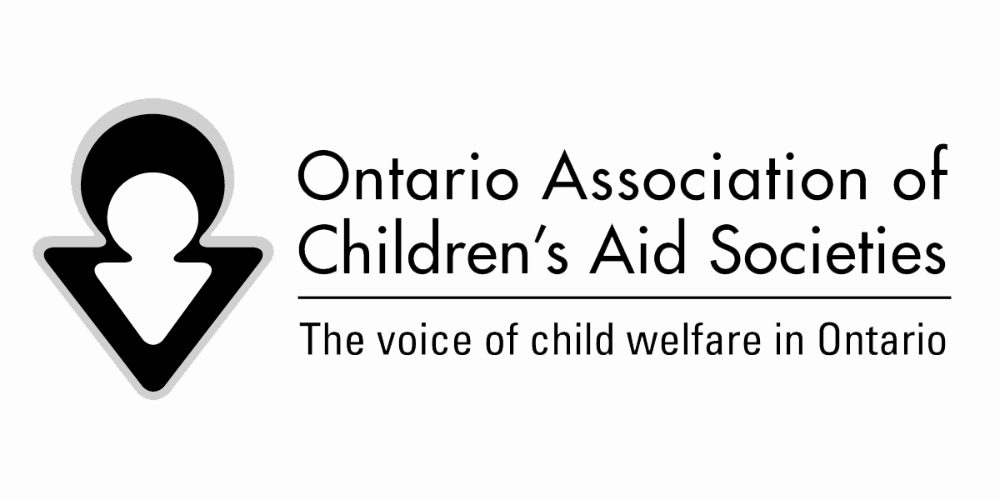 Ontario Association of
Children’s Aid Societies
The voice of child welfare in Ontario